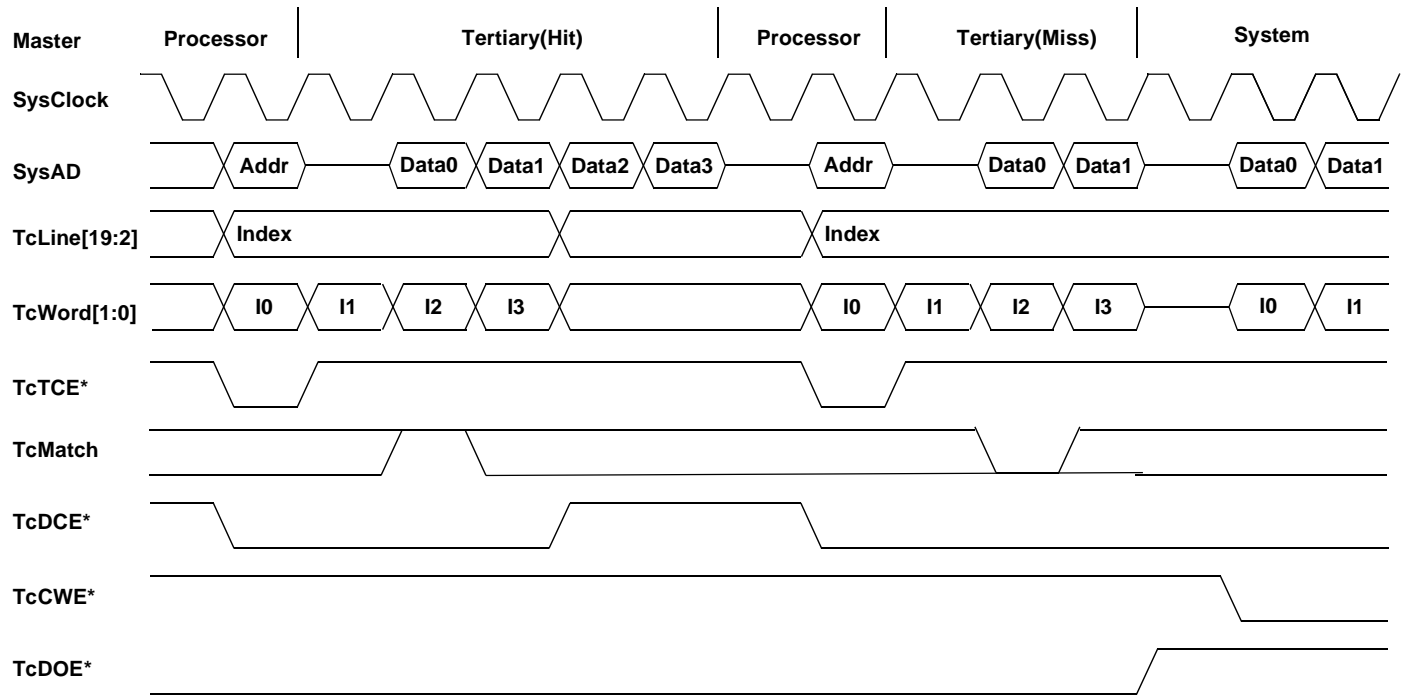 Master Processor Tertiary(Hit) Processor Tertiary(Miss) System
SysClock
SysAD Addr Data0 Data1 Data2 Data3 Addr Data0 Data1 Data0 Data1
TcLine[19:2] Index Index
TcWord[1:0] I0 I1 I2 I3 I0 I1 I2 I3 I0 I1
TcTCE*
TcMatch
TcDCE*
TcCWE*
TcDOE*